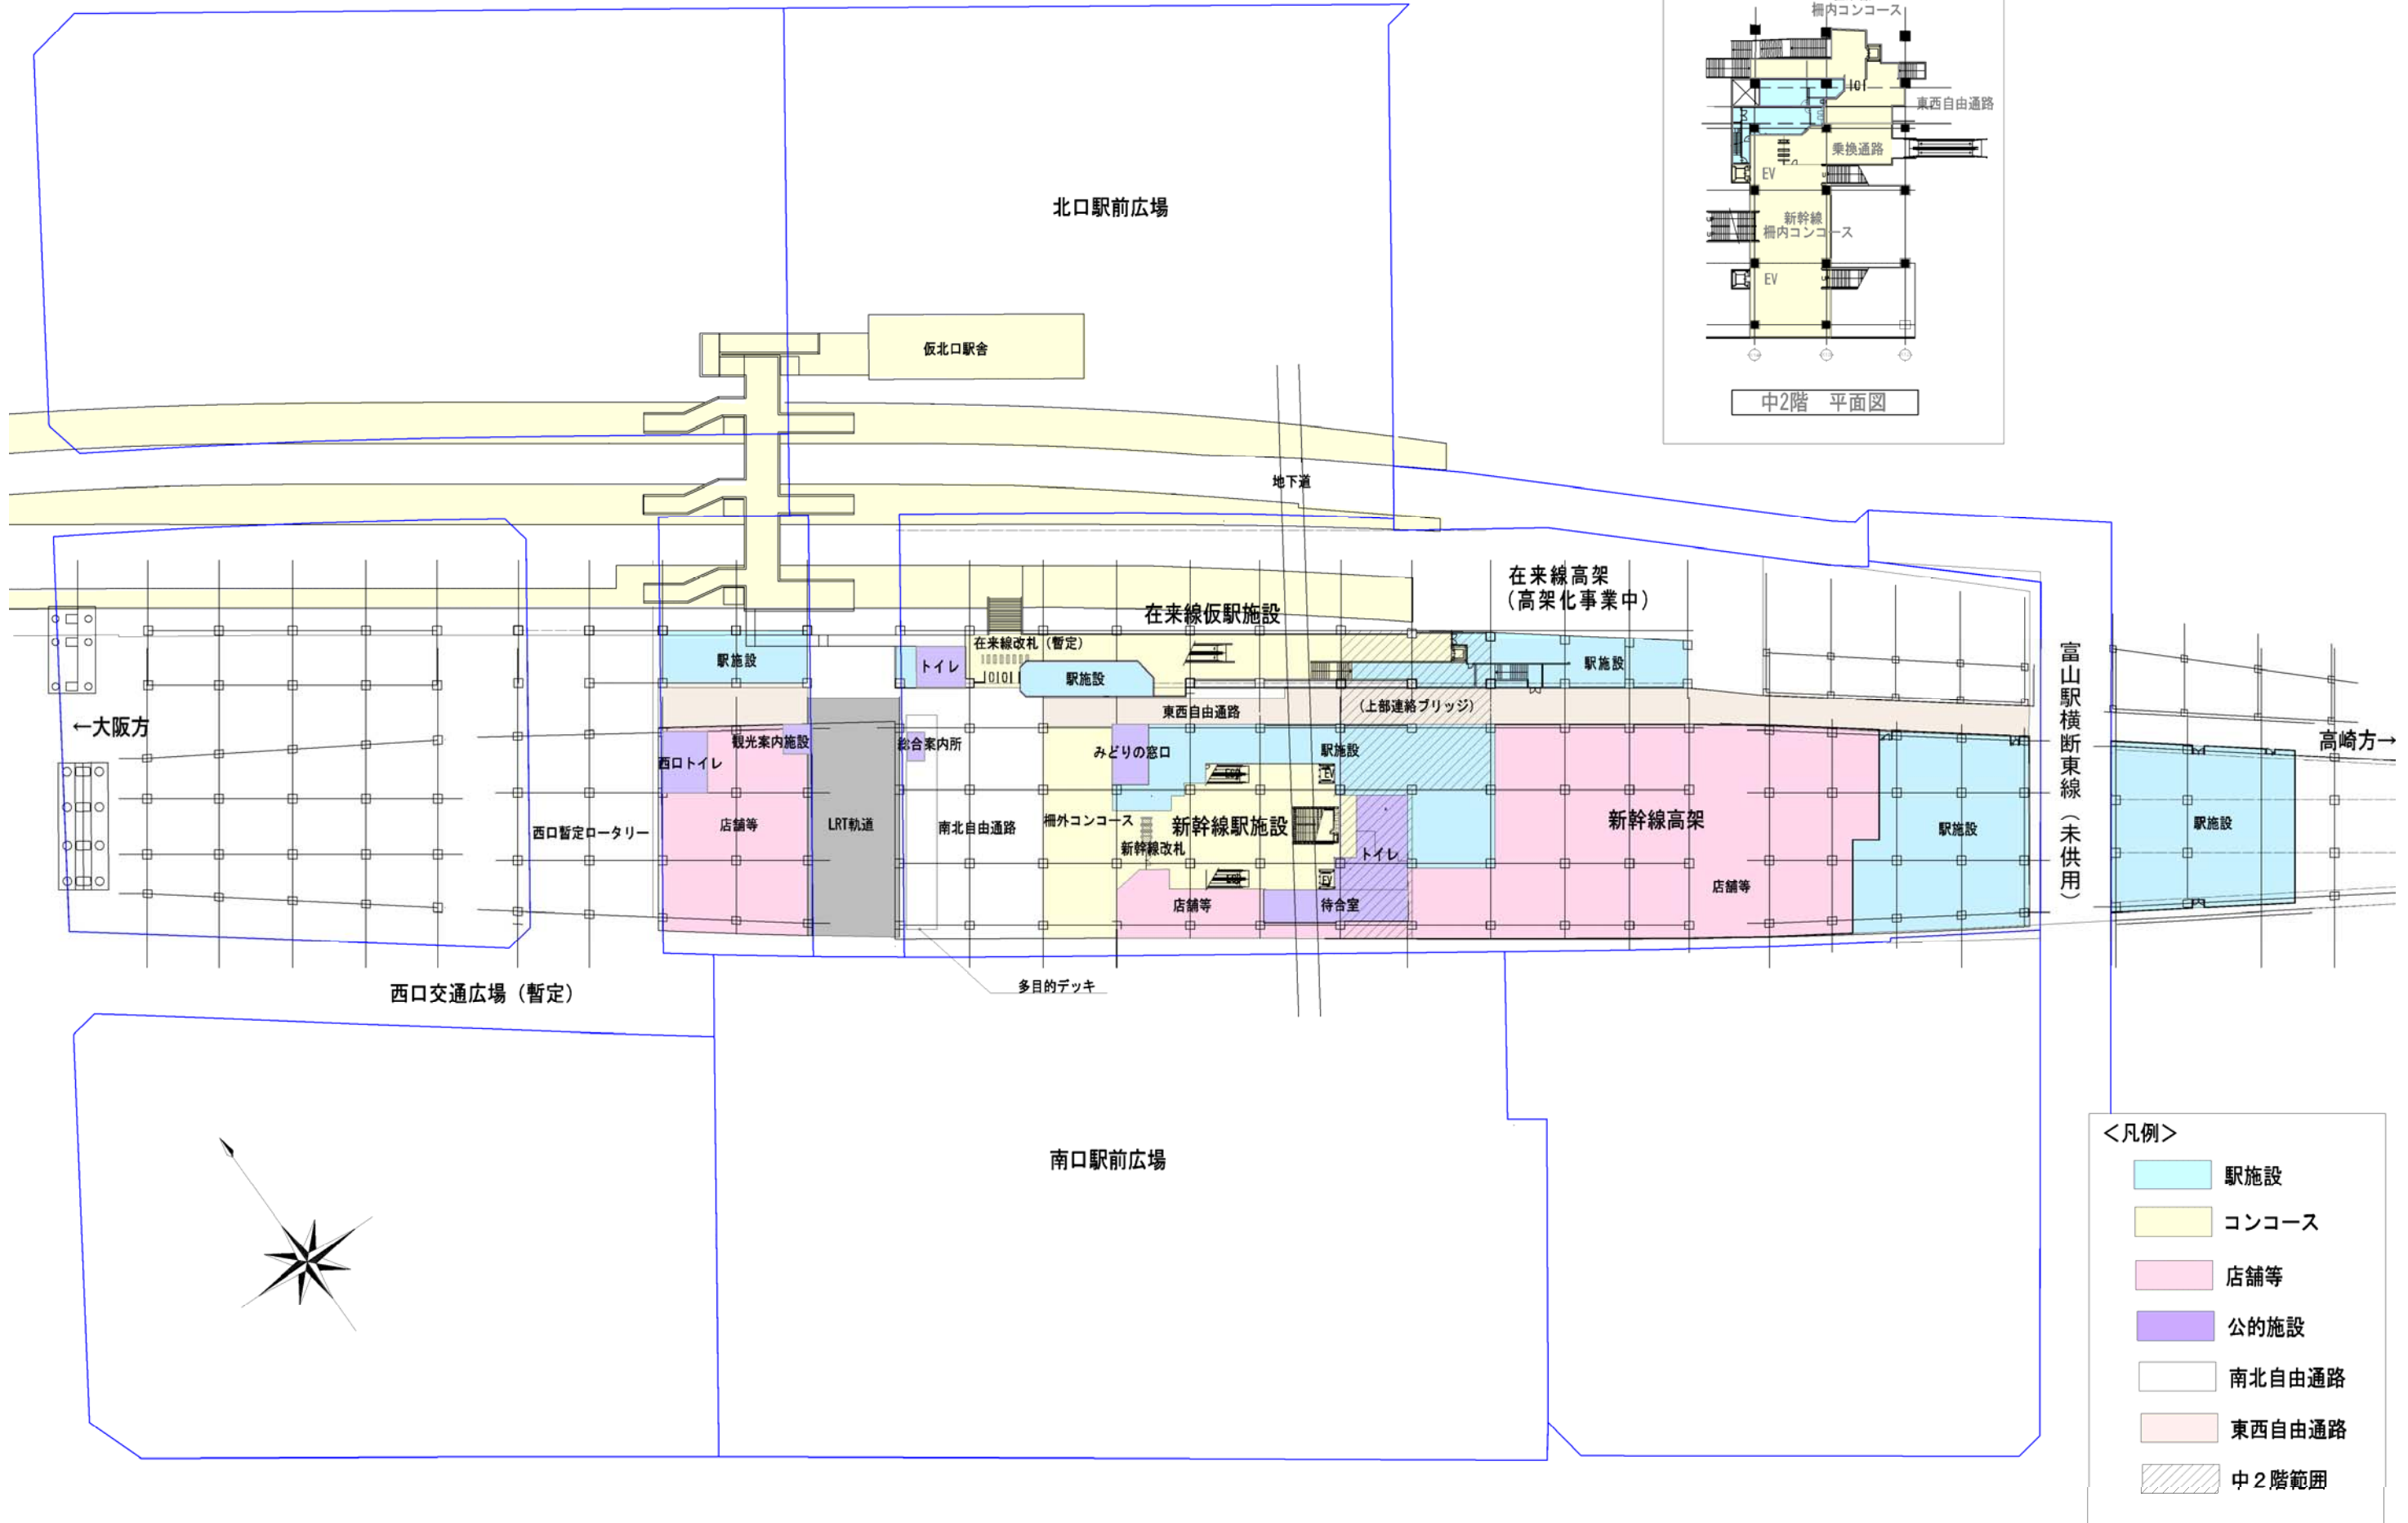 柵内コンコース
東西自由通路
乗換通路
EV
新幹線
柵内コンコース
EV
中2階　平面図
北口駅前広場
仮北口駅舎
地下道
在来線高架
（高架化事業中）
在来線仮駅施設
在来線改札（暫定）
駅施設
トイレ
駅施設
駅施設
富山駅横断東線（未供用）
←大阪方
高崎方→
東西自由通路
（上部連絡ブリッジ）
観光案内施設
総合案内所
みどりの窓口
駅施設
西口トイレ
EV
西口暫定ロータリー
店舗等
LRT軌道
南北自由通路
柵外コンコース
新幹線駅施設
新幹線高架
駅施設
駅施設
新幹線改札
トイレ
EV
店舗等
店舗等
待合室
多目的デッキ
西口交通広場（暫定）
南口駅前広場
＜凡例＞
駅施設
コンコース
店舗等
公的施設
南北自由通路
東西自由通路
中２階範囲